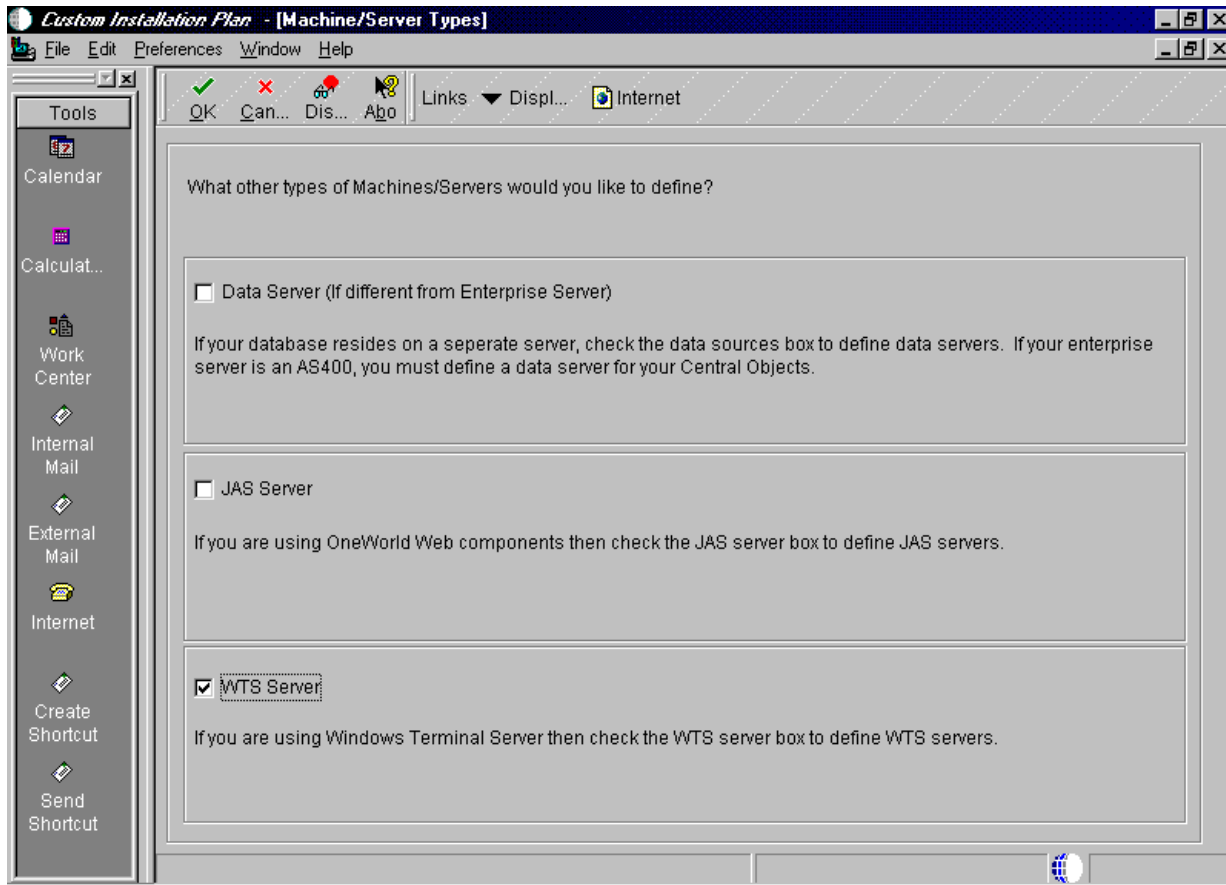 Custom Installation Plan - [Machine/Server Types]
File Edit Preferences Window Help
Tools
Calendar
Calculat...
Work
Center
Internal
Mail
External
Mail
Internet
Create
Shortcut
Send
Shortcut
OK Can... Dis... Abo Links Displ... Internet
What other types of Machines/Servers would you like to define?
Data Server (If different from Enterprise Server)
If your database resides on a seperate server, check the data sources box to define data servers. If your enterprise
server is an AS400, you must define a data server for your Central Objects.
JAS Server
If you are using OneWorld Web components then check the JAS server box to define JAS servers.
WTS Server
If you are using Windows Terminal Server then check the WTS server box to define WTS servers.